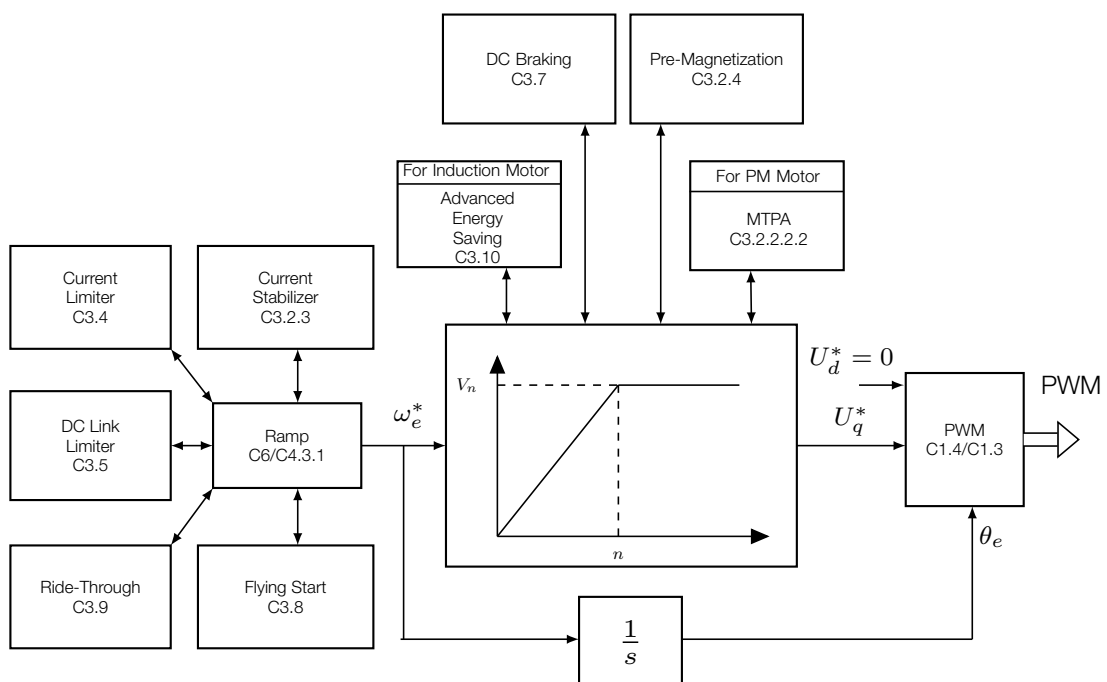 DC Braking
C3.7
Pre-Magnetization
C3.2.4
For Induction Motor
Advanced
Energy
Saving
C3.10
For PM Motor
MTPA
C3.2.2.2.2
Current
Limiter
C3.4
Current
Stabilizer
C3.2.3
DC Link
Limiter
C3.5
Ramp
C6/C4.3.1
Ride-Through
C3.9
Flying Start
C3.8
ω*e
Vn
n
U*d = 0
U*q
PWM
C1.4/C1.3
PWM
θe
1
s